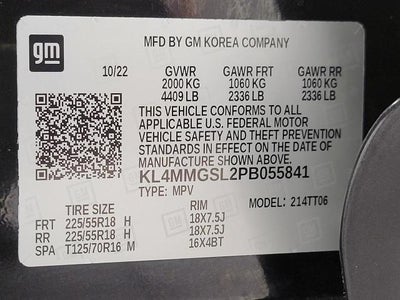 gm
MFD BY GM KOREA COMPANY
10/22 GVWR GAWR FRT GAWR RR
2000 KG 1060 KG 1060 KG
4409 LB 2336 LB 2336 LB
THIS VEHICLE CONFORMS TO ALL
APPLICABLE U.S. FEDERAL MOTOR
VEHICLE SAFETY AND THEFT PREVENTION
STANDARDS IN EFFECT ON THE DATE OF
MANUFACTURE SHOWN ABOVE.
KL4MMGSL2PB055841
TYPE: MPV MODEL: 214TT06
TIRE SIZE RIM
FRT 225/55R18 H 18X7.5J
RR 225/55R18 H 18X7.5J
SPA T125/70R16 M 16X4BT